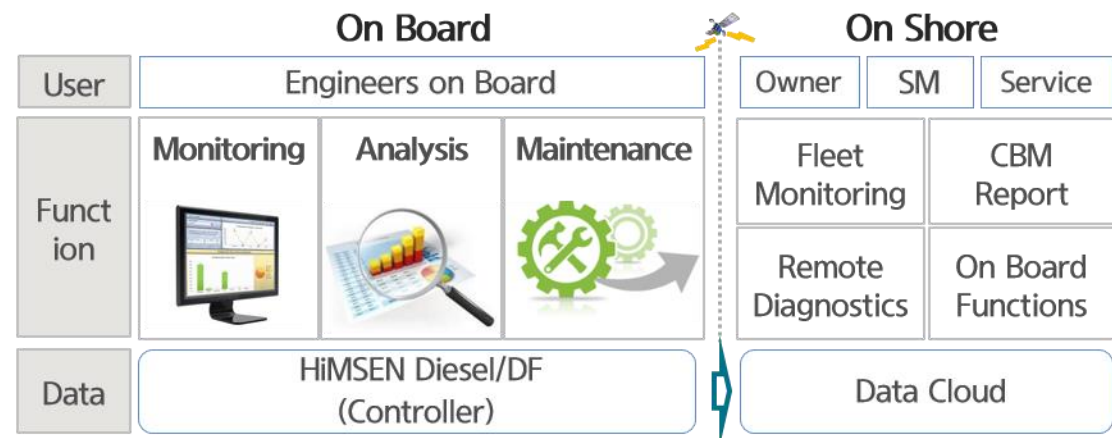 On Board
On Shore
User
Engineers on Board
Owner
SM
Service
Funct
ion
Monitoring
Analysis
Maintenance
Fleet
Monitoring
CBM
Report
Remote
Diagnostics
On Board
Functions
Data
HiMSEN Diesel/DF
(Controller)
Data Cloud